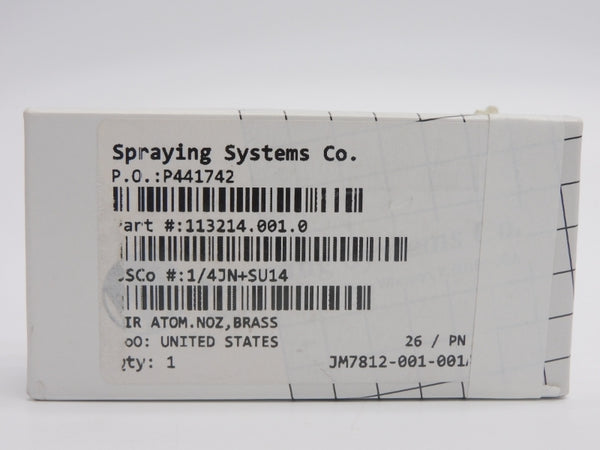 Spraying Systems Co.
P.O.:P441742
art #:113214.001.0
SCo #:1/4JN+SU14
IR ATOM.NOZ,BRASS
oO: UNITED STATES 26 / PN
ty: 1 JM7812-001-001